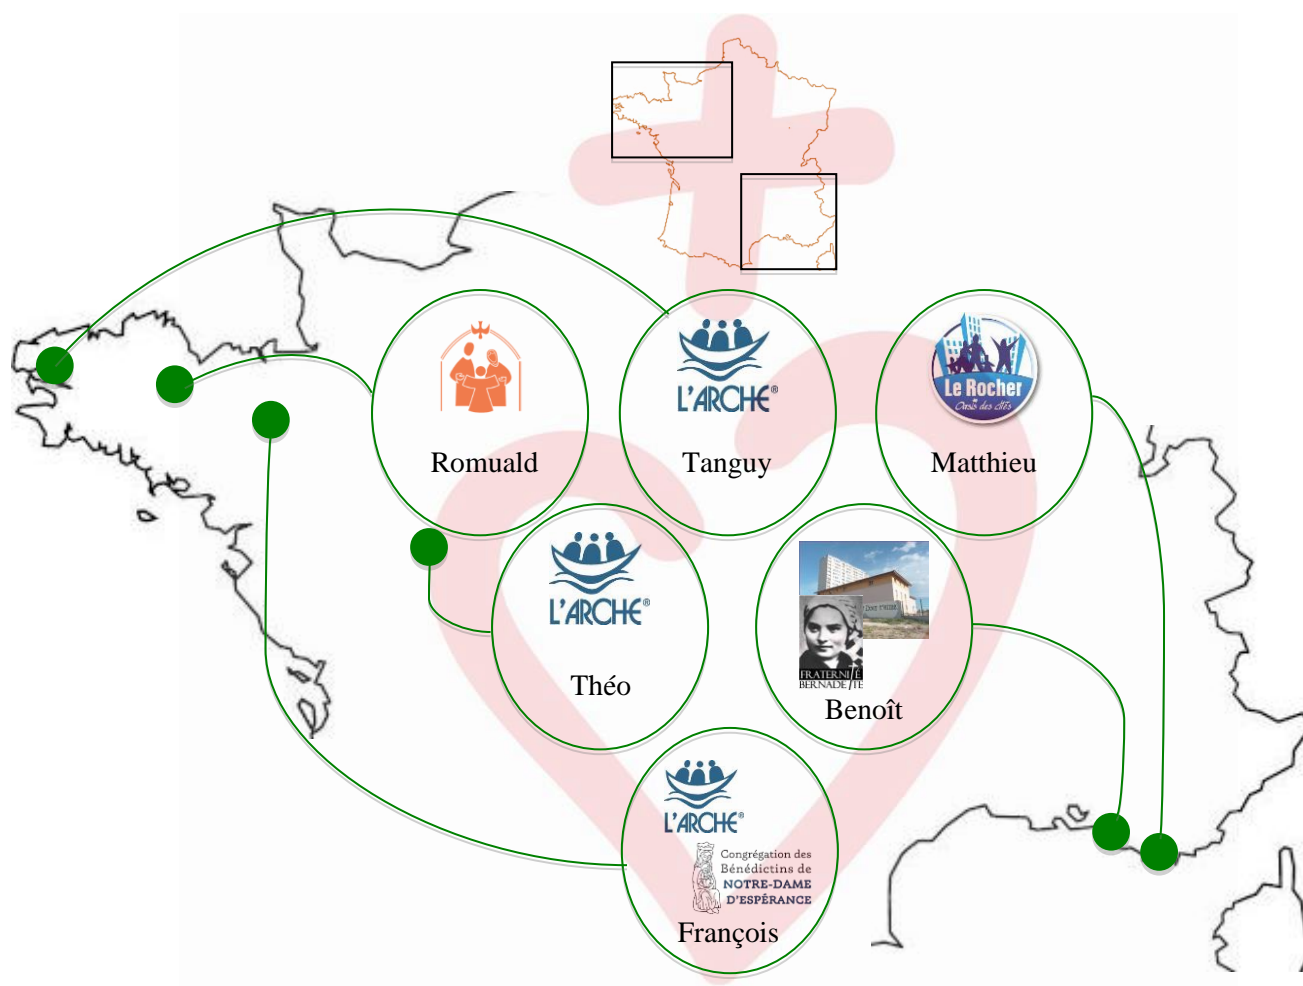 Romuald
L'ARCHE®
Tanguy
Le Rocher
Oasis des cités
Matthieu
L'ARCHE®
Théo
FRATERNITÉ
BERNADETTE
Benoît
L'ARCHE®
Congrégation des
Bénédictins de
NOTRE-DAME
D'ESPÉRANCE
François